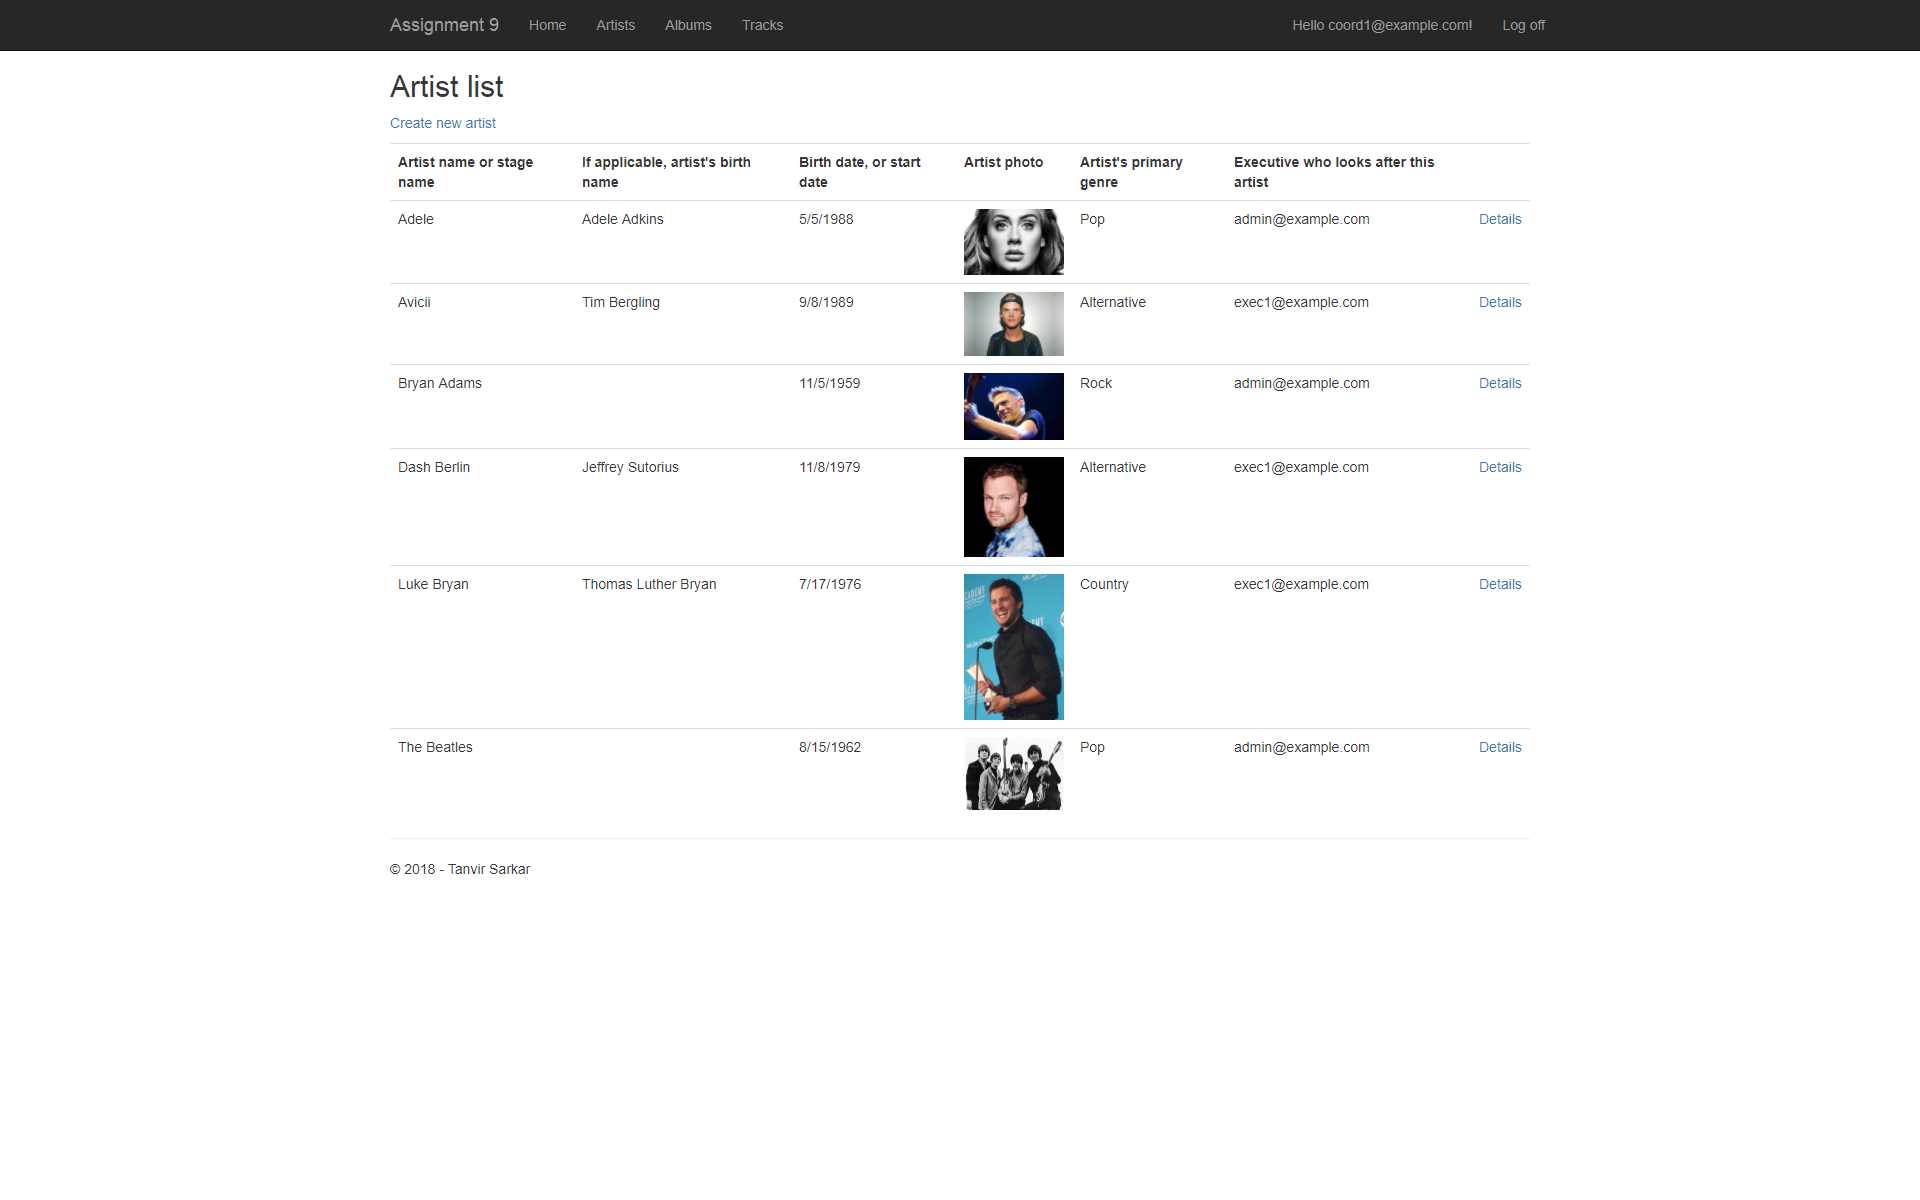 Assignment 9 Home Artists Albums Tracks Hello coord1@example.com! Log off
Artist list
Create new artist
Artist name or stage name If applicable, artist's birth name Birth date, or start date Artist photo Artist's primary genre Executive who looks after this artist
Adele Adele Adkins 5/5/1988 Pop admin@example.com Details
Avicii Tim Bergling 9/8/1989 Alternative exec1@example.com Details
Bryan Adams 11/5/1959 Rock admin@example.com Details
Dash Berlin Jeffrey Sutorius 11/8/1979 Alternative exec1@example.com Details
Luke Bryan Thomas Luther Bryan 7/17/1976 Country exec1@example.com Details
The Beatles 8/15/1962 Pop admin@example.com Details
© 2018 - Tanvir Sarkar